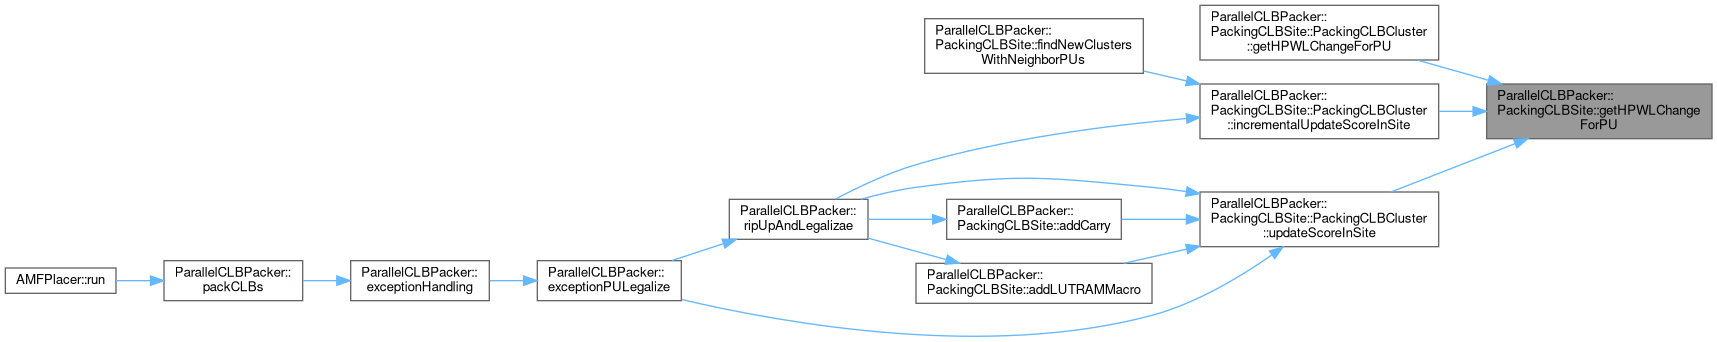 AMFPlacer::run
ParallelCLBPacker::
packCLBs
ParallelCLBPacker::
exceptionHandling
ParallelCLBPacker::
exceptionPULegalize
ParallelCLBPacker::
ripUpAndLegalizae
ParallelCLBPacker::
PackingCLBSite::findNewClusters
WithNeighborPUs
ParallelCLBPacker::
PackingCLBSite::addCarry
ParallelCLBPacker::
PackingCLBSite::addLUTRAMMacro
ParallelCLBPacker::
PackingCLBSite::PackingCLBCluster
::getHPWLChangeForPU
ParallelCLBPacker::
PackingCLBSite::PackingCLBCluster
::incrementalUpdateScoreInSite
ParallelCLBPacker::
PackingCLBSite::PackingCLBCluster
::updateScoreInSite
ParallelCLBPacker::
PackingCLBSite::getHPWLChange
ForPU